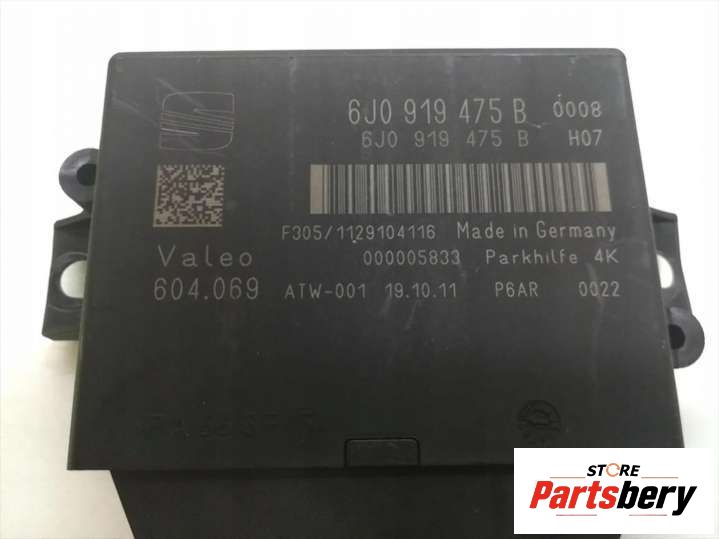 6J0 919 475 B 0008
6J0 919 475 B H07
F305/1129104116 Made in Germany
Valeo 000005833 Parkhilfe 4K
604.069 ATW-001 19.10.11 P6AR 0022
STORE
Partsbery